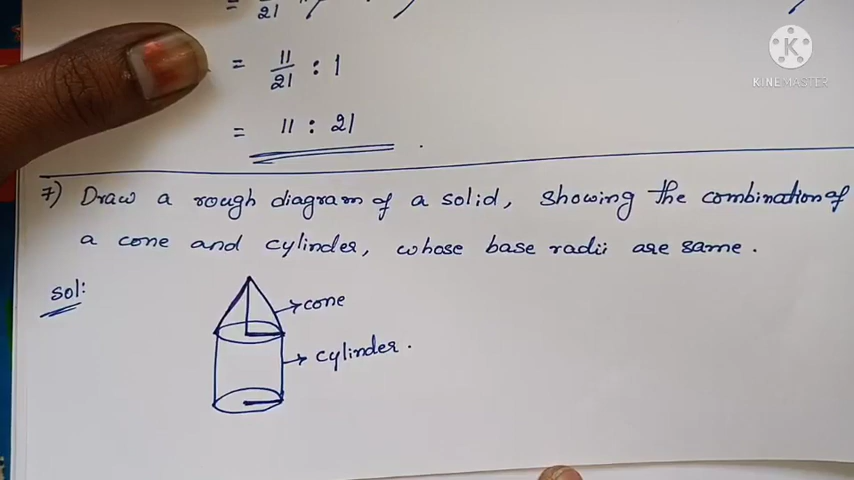 =
21
= 11/21 : 1
= 11 : 21
K
KINEMASTER
7) Draw a rough diagram of a solid, showing the combination of
a cone and cylinder, whose base radii are same.
Sol:
cone
cylinder.